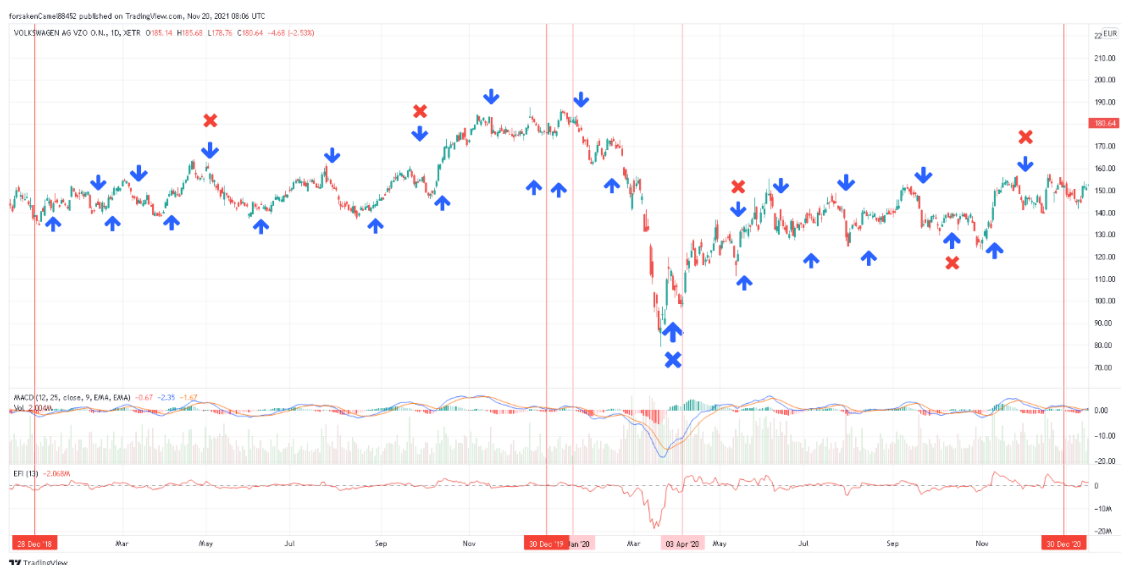 forsakenCamel88452 published on TradingView.com, Nov 20, 2021 08:06 UTC
VOLKSWAGEN AG VZO O.N., 1D, XETR O185.14 H185.68 L178.76 C180.64 -4.68 (-2.53%)
EUR
210.00
200.00
190.00
180.64
170.00
160.00
150.00
140.00
130.00
120.00
110.00
100.00
90.00
80.00
70.00
MACD (12, 25, close, 9, EMA, EMA) -0.67 -2.35 -1.67
Vol 2.004M
0.00
-10.00
-20.00
EFI (13) -2.068M
0
-10M
-20M
28 Dec '18 Mar May Jul Sep Nov 30 Dec '19 Jan '20 Mar 03 Apr '20 May Jul Sep Nov 30 Dec '20
TradingView